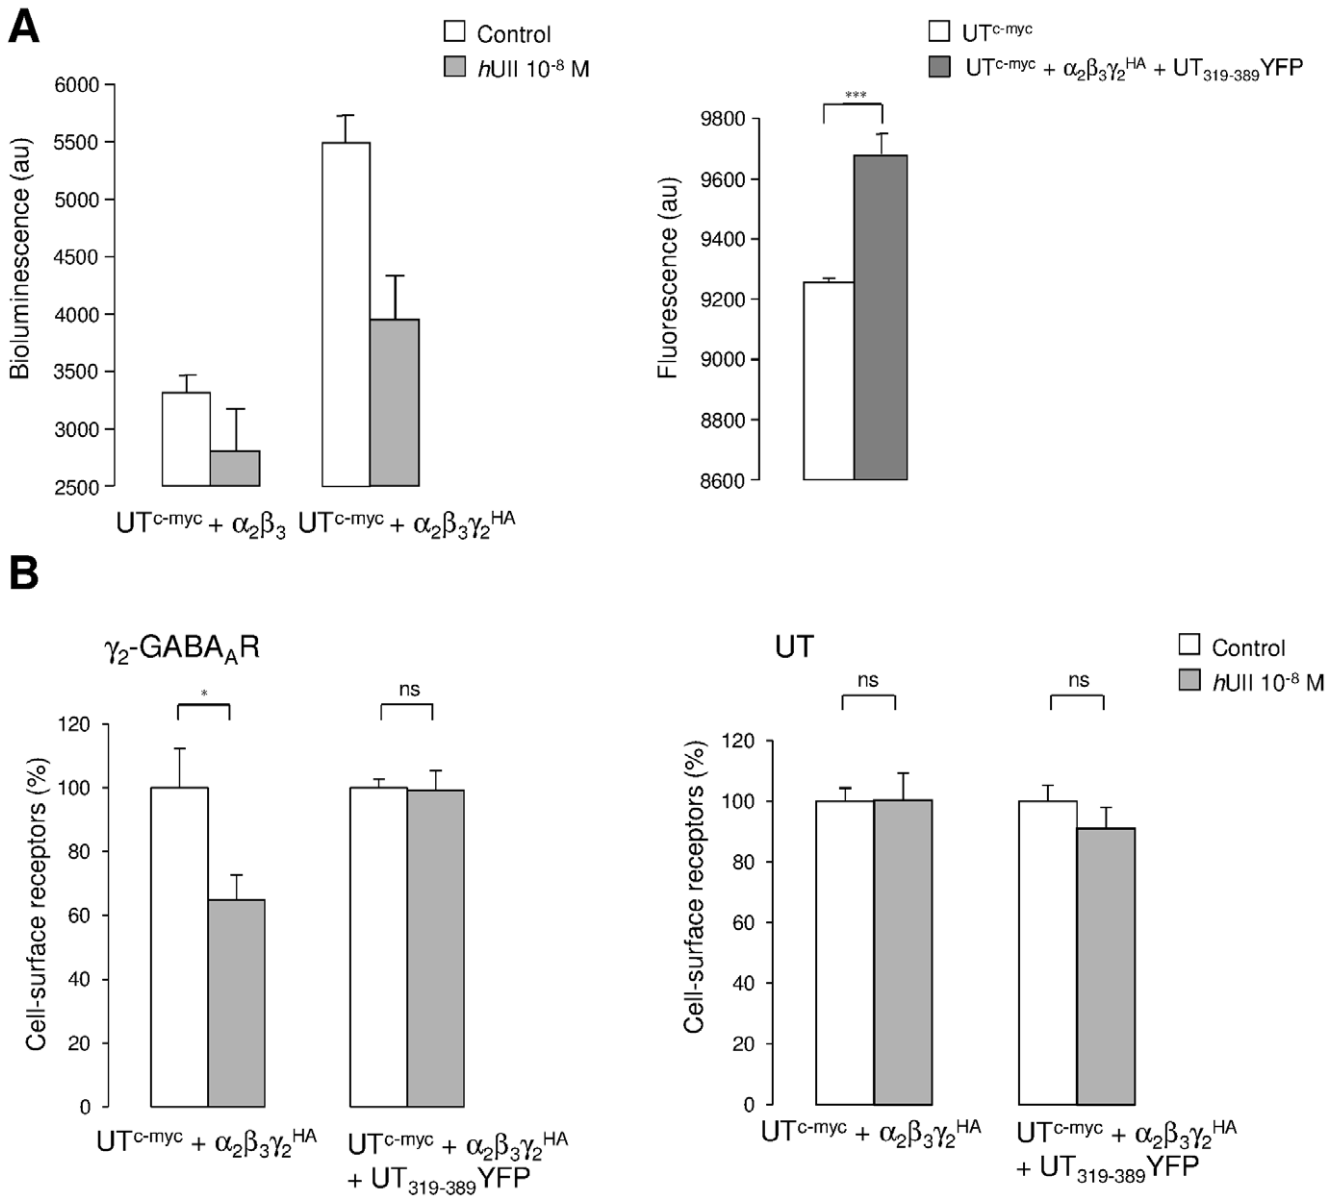 A
Control
hUII 10⁻⁸ M
Bioluminescence (au)
6000
5500
5000
4500
4000
3500
3000
2500
UTᶜ⁻ᵐʸᶜ + α₂β₃
UTᶜ⁻ᵐʸᶜ + α₂β₃γ₂ᴴᴬ
UTᶜ⁻ᵐʸᶜ
UTᶜ⁻ᵐʸᶜ + α₂β₃γ₂ᴴᴬ + UT₃₁₉₋₃₈₉YFP
***
Fluorescence (au)
9800
9600
9400
9200
9000
8800
8600
B
γ₂-GABAₐR
*
ns
Cell-surface receptors (%)
120
100
80
60
40
20
0
UTᶜ⁻ᵐʸᶜ + α₂β₃γ₂ᴴᴬ
UTᶜ⁻ᵐʸᶜ + α₂β₃γ₂ᴴᴬ
+ UT₃₁₉₋₃₈₉YFP
UT
Control
hUII 10⁻⁸ M
ns
ns
Cell-surface receptors (%)
120
100
80
60
40
20
0
UTᶜ⁻ᵐʸᶜ + α₂β₃γ₂ᴴᴬ
UTᶜ⁻ᵐʸᶜ + α₂β₃γ₂ᴴᴬ
+ UT₃₁₉₋₃₈₉YFP